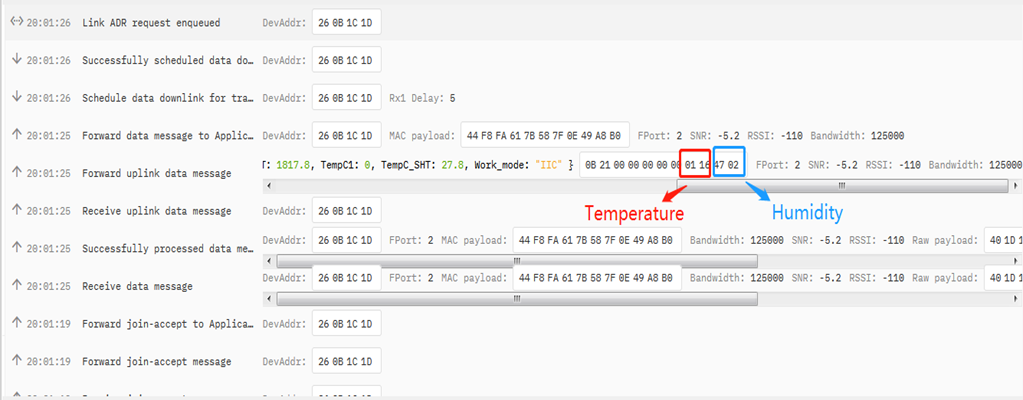 20:01:26 Link ADR request enqueued DevAddr: 26 0B 1C 1D
20:01:26 Successfully scheduled data do… DevAddr: 26 0B 1C 1D
20:01:26 Schedule data downlink for tra… DevAddr: 26 0B 1C 1D Rx1 Delay: 5
20:01:25 Forward data message to Applic… DevAddr: 26 0B 1C 1D MAC payload: 44 F8 FA 61 7B 58 7F 0E 49 A8 B0 FPort: 2 SNR: -5.2 RSSI: -110 Bandwidth: 125000
20:01:25 Forward uplink data message T: 1817.8, TempC1: 0, TempC_SHT: 27.8, Work_mode: "IIC" } 0B 21 00 00 00 00 00 01 16 47 02 FPort: 2 SNR: -5.2 RSSI: -110 Bandwidth: 125000
Temperature Humidity
20:01:25 Receive uplink data message DevAddr: 26 0B 1C 1D
20:01:25 Successfully processed data me… DevAddr: 26 0B 1C 1D FPort: 2 MAC payload: 44 F8 FA 61 7B 58 7F 0E 49 A8 B0 Bandwidth: 125000 SNR: -5.2 RSSI: -110 Raw payload: 40 1D
20:01:25 Receive data message DevAddr: 26 0B 1C 1D FPort: 2 MAC payload: 44 F8 FA 61 7B 58 7F 0E 49 A8 B0 Bandwidth: 125000 SNR: -5.2 RSSI: -110 Raw payload: 40 1D
20:01:19 Forward join-accept to Applica… DevAddr: 26 0B 1C 1D
20:01:19 Forward join-accept message DevAddr: 26 0B 1C 1D